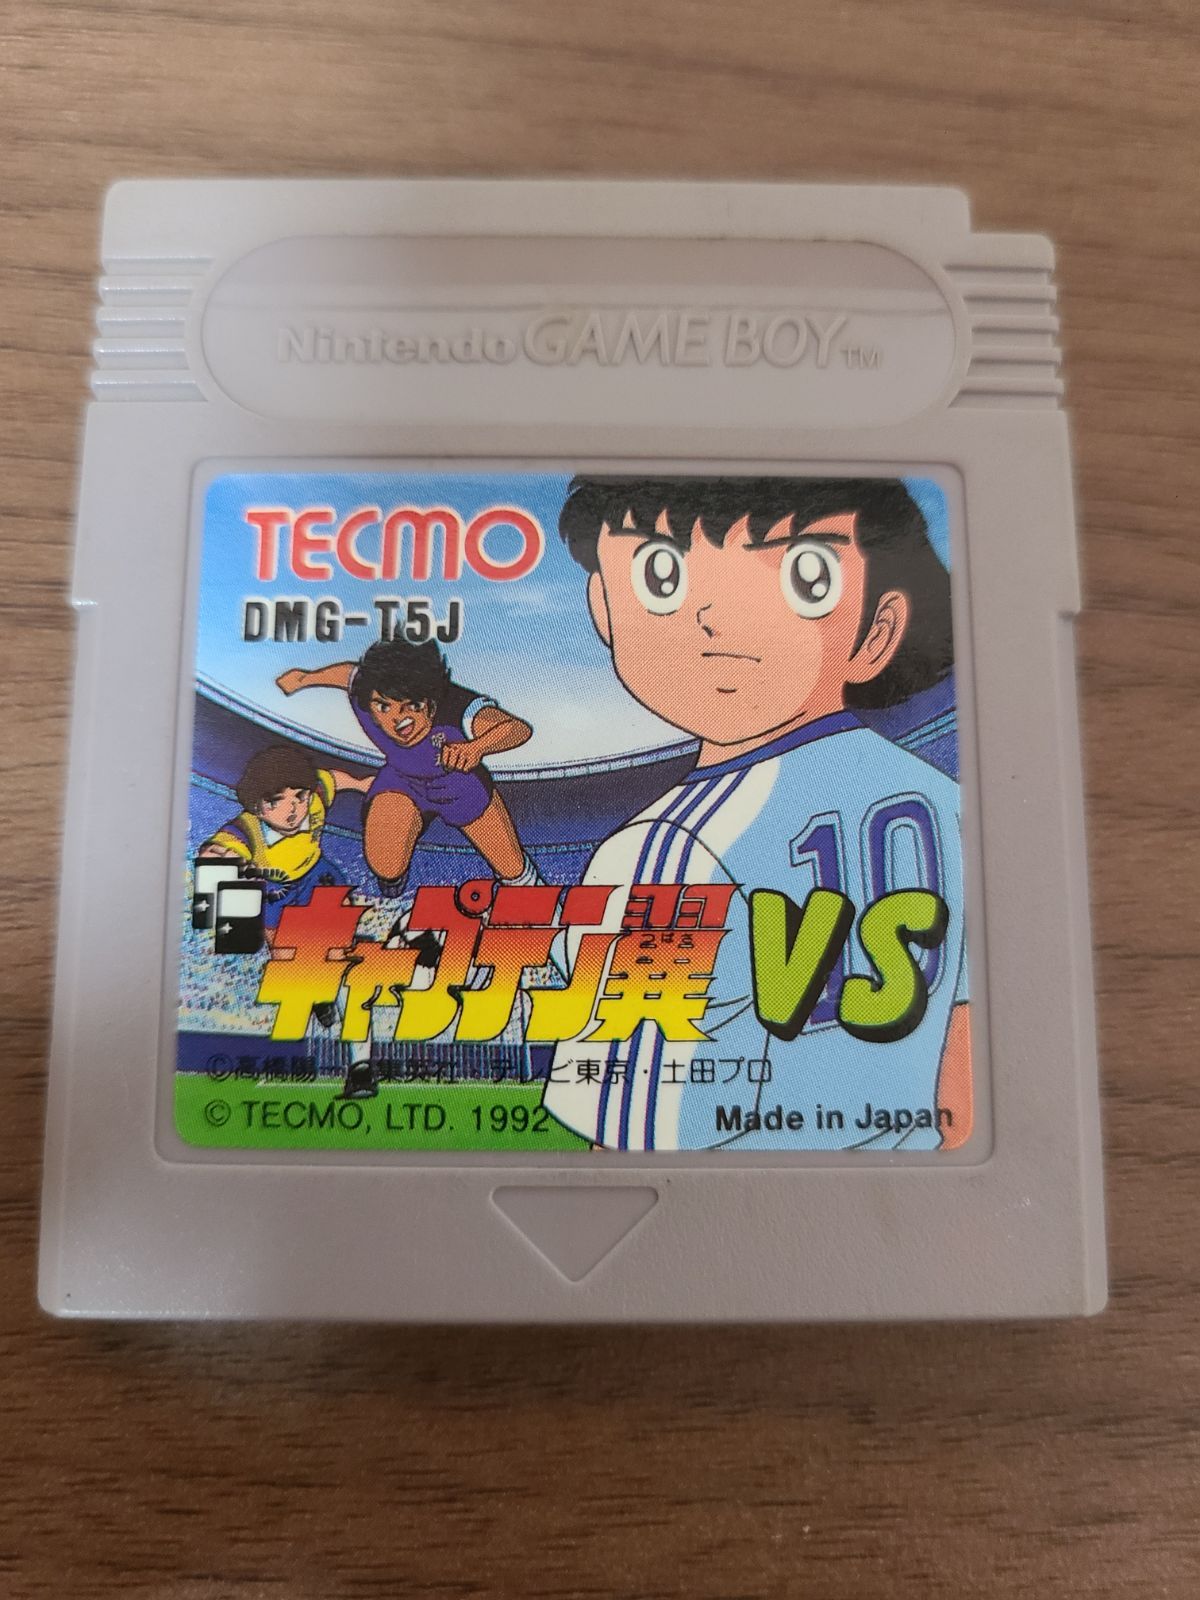 Nintendo GAME BOY TM
TECMO
DMG-T5J
10
キャプテン翼 VS
つばさ
©高橋陽一・集英社・テレビ東京・土田プロ
© TECMO, LTD. 1992
Made in Japan